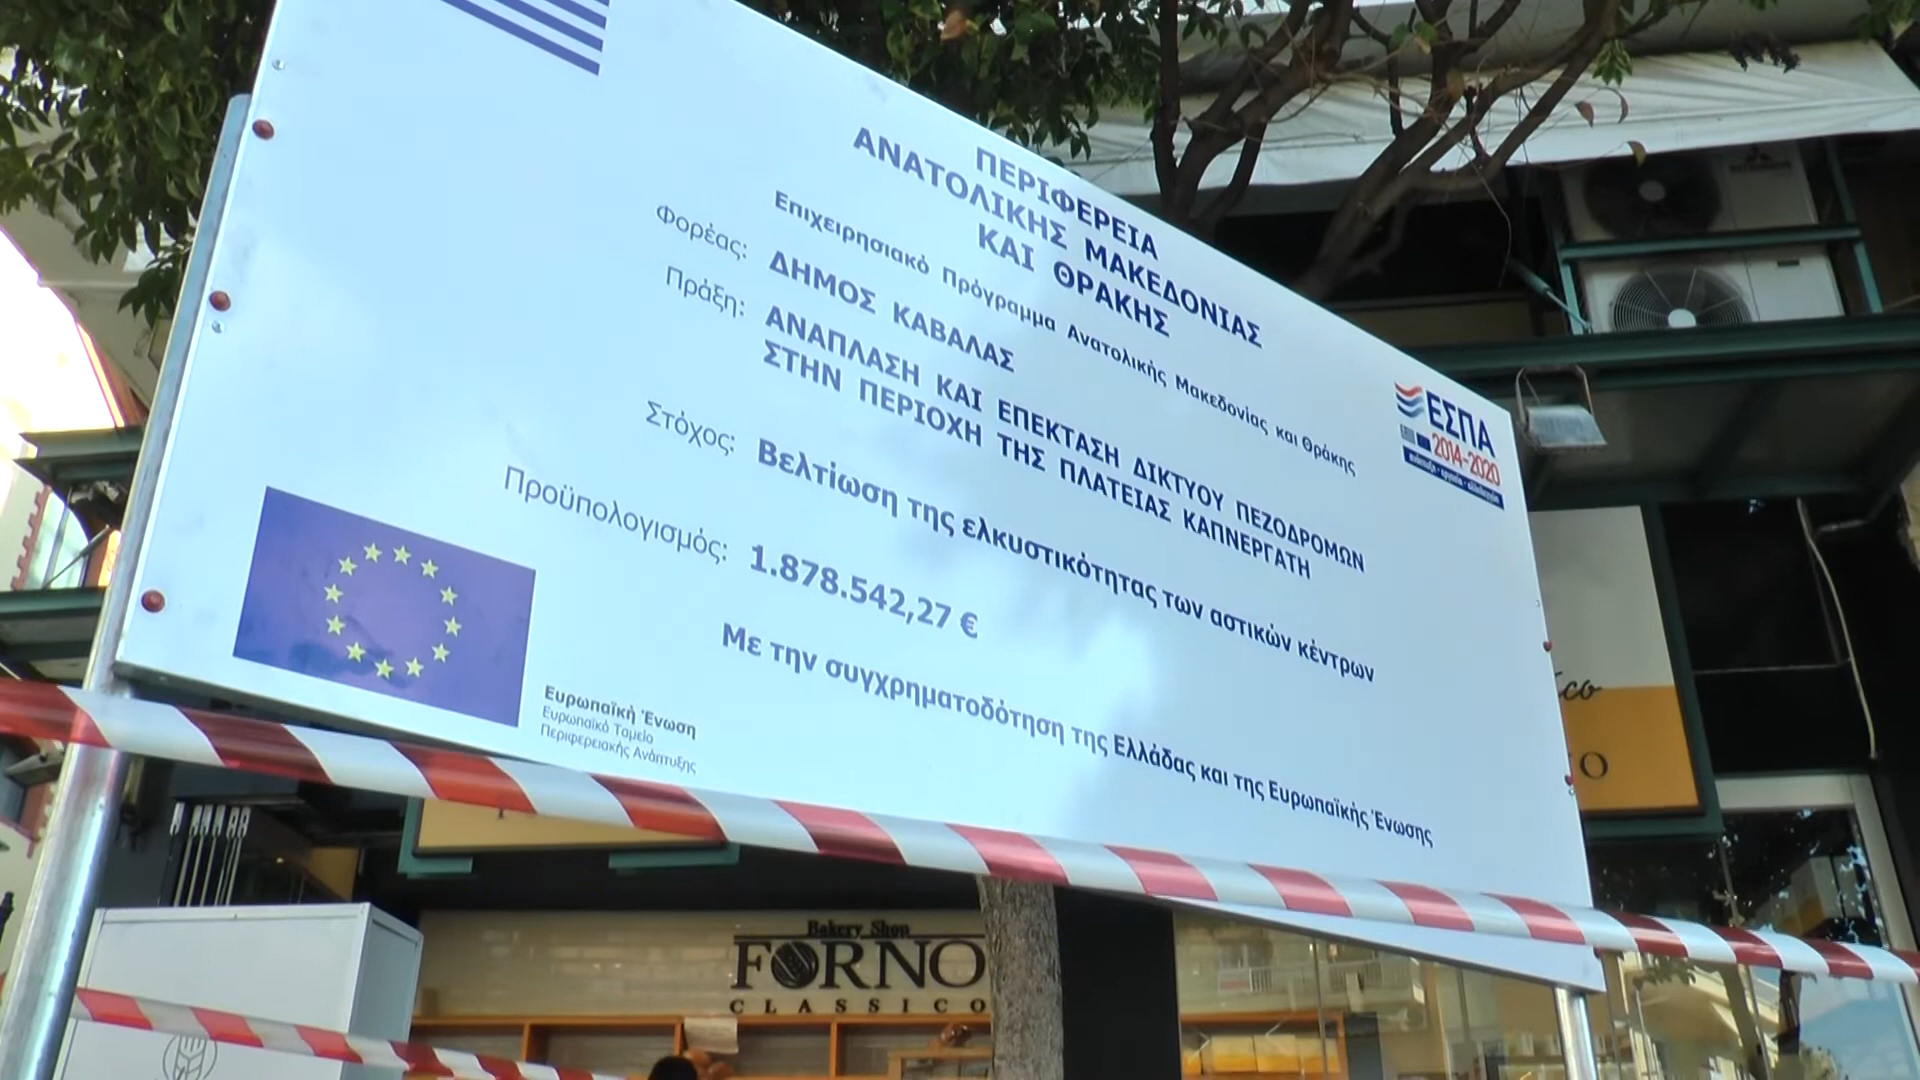 ΠΕΡΙΦΕΡΕΙΑ
ΑΝΑΤΟΛΙΚΗΣ ΜΑΚΕΔΟΝΙΑΣ
ΚΑΙ ΘΡΑΚΗΣ
Επιχειρησιακό Πρόγραμμα Ανατολικής Μακεδονίας και Θράκης
Φορέας: ΔΗΜΟΣ ΚΑΒΑΛΑΣ
Πράξη: ΑΝΑΠΛΑΣΗ ΚΑΙ ΕΠΕΚΤΑΣΗ ΔΙΚΤΥΟΥ ΠΕΖΟΔΡΟΜΩΝ
ΣΤΗΝ ΠΕΡΙΟΧΗ ΤΗΣ ΠΛΑΤΕΙΑΣ ΚΑΠΝΕΡΓΑΤΗ
Στόχος: Βελτίωση της ελκυστικότητας των αστικών κέντρων
Προϋπολογισμός: 1.878.542,27 €
Με την συγχρηματοδότηση της Ελλάδας και της Ευρωπαϊκής Ένωσης
ΕΣΠΑ
2014-2020
ανάπτυξη - εργασία - αλληλεγγύη
Ευρωπαϊκή Ένωση
Ευρωπαϊκό Ταμείο
Περιφερειακής Ανάπτυξης
Bakery Shop
FORNO
CLASSICO